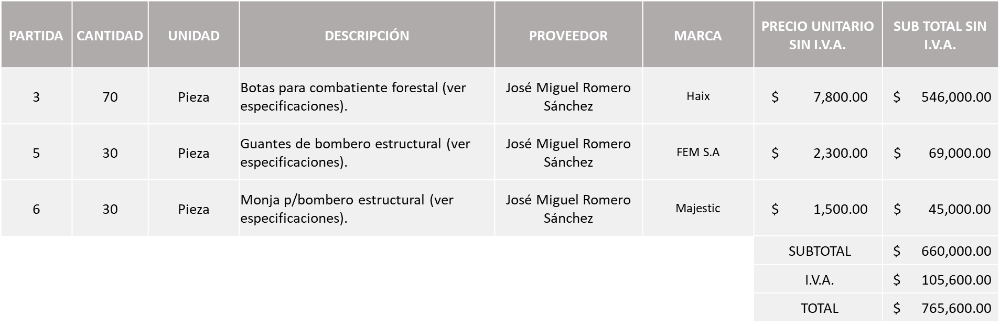 PARTIDA CANTIDAD UNIDAD DESCRIPCIÓN PROVEEDOR MARCA PRECIO UNITARIO SIN I.V.A. SUB TOTAL SIN I.V.A.
3 70 Pieza Botas para combatiente forestal (ver especificaciones). José Miguel Romero Sánchez Haix $ 7,800.00 $ 546,000.00
5 30 Pieza Guantes de bombero estructural (ver especificaciones). José Miguel Romero Sánchez FEM S.A $ 2,300.00 $ 69,000.00
6 30 Pieza Monja p/bombero estructural (ver especificaciones). José Miguel Romero Sánchez Majestic $ 1,500.00 $ 45,000.00
SUBTOTAL $ 660,000.00
I.V.A. $ 105,600.00
TOTAL $ 765,600.00